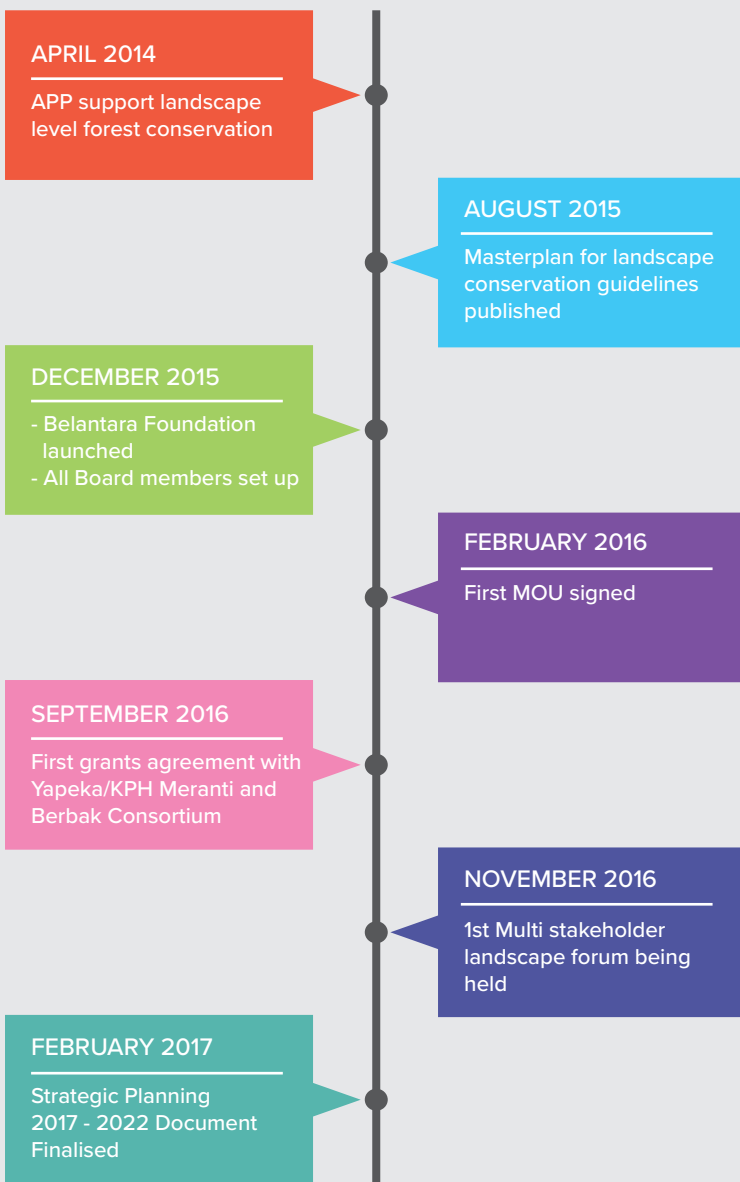 APRIL 2014
APP support landscape
level forest conservation
AUGUST 2015
Masterplan for landscape
conservation guidelines
published
DECEMBER 2015
- Belantara Foundation
launched
- All Board members set up
FEBRUARY 2016
First MOU signed
SEPTEMBER 2016
First grants agreement with
Yapeka/KPH Meranti and
Berbak Consortium
NOVEMBER 2016
1st Multi stakeholder
landscape forum being
held
FEBRUARY 2017
Strategic Planning
2017 - 2022 Document
Finalised